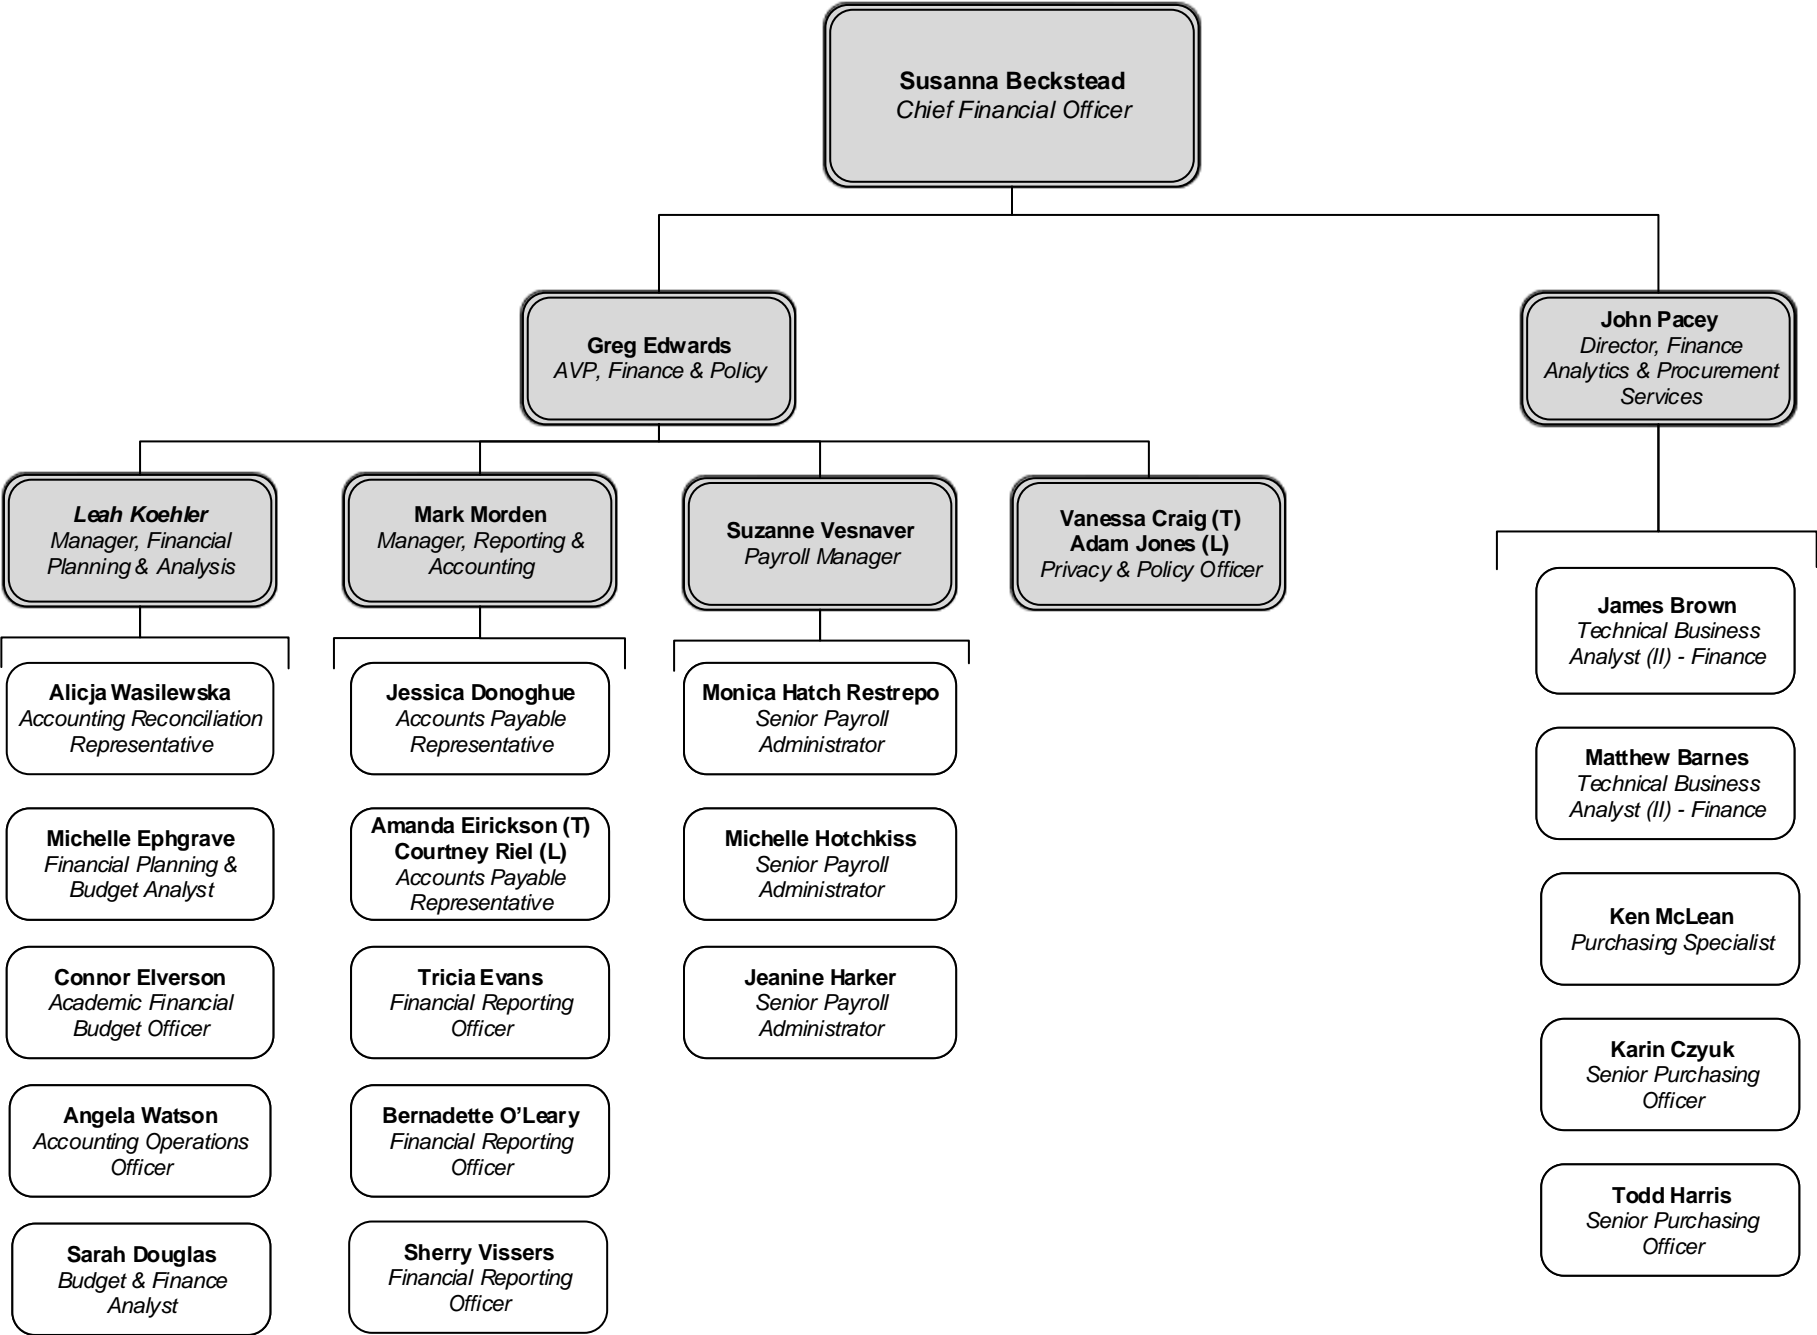 Susanna Beckstead
Chief Financial Officer
Greg Edwards
AVP, Finance & Policy
John Pacey
Director, Finance
Analytics & Procurement
Services
Leah Koehler
Manager, Financial
Planning & Analysis
Mark Morden
Manager, Reporting &
Accounting
Suzanne Vesnaver
Payroll Manager
Vanessa Craig (T)
Adam Jones (L)
Privacy & Policy Officer
Alicja Wasilewska
Accounting Reconciliation
Representative
Michelle Ephgrave
Financial Planning &
Budget Analyst
Connor Elverson
Academic Financial
Budget Officer
Angela Watson
Accounting Operations
Officer
Sarah Douglas
Budget & Finance
Analyst
Jessica Donoghue
Accounts Payable
Representative
Amanda Eirickson (T)
Courtney Riel (L)
Accounts Payable
Representative
Tricia Evans
Financial Reporting
Officer
Bernadette O’Leary
Financial Reporting
Officer
Sherry Vissers
Financial Reporting
Officer
Monica Hatch Restrepo
Senior Payroll
Administrator
Michelle Hotchkiss
Senior Payroll
Administrator
Jeanine Harker
Senior Payroll
Administrator
James Brown
Technical Business
Analyst (II) - Finance
Matthew Barnes
Technical Business
Analyst (II) - Finance
Ken McLean
Purchasing Specialist
Karin Czyuk
Senior Purchasing
Officer
Todd Harris
Senior Purchasing
Officer